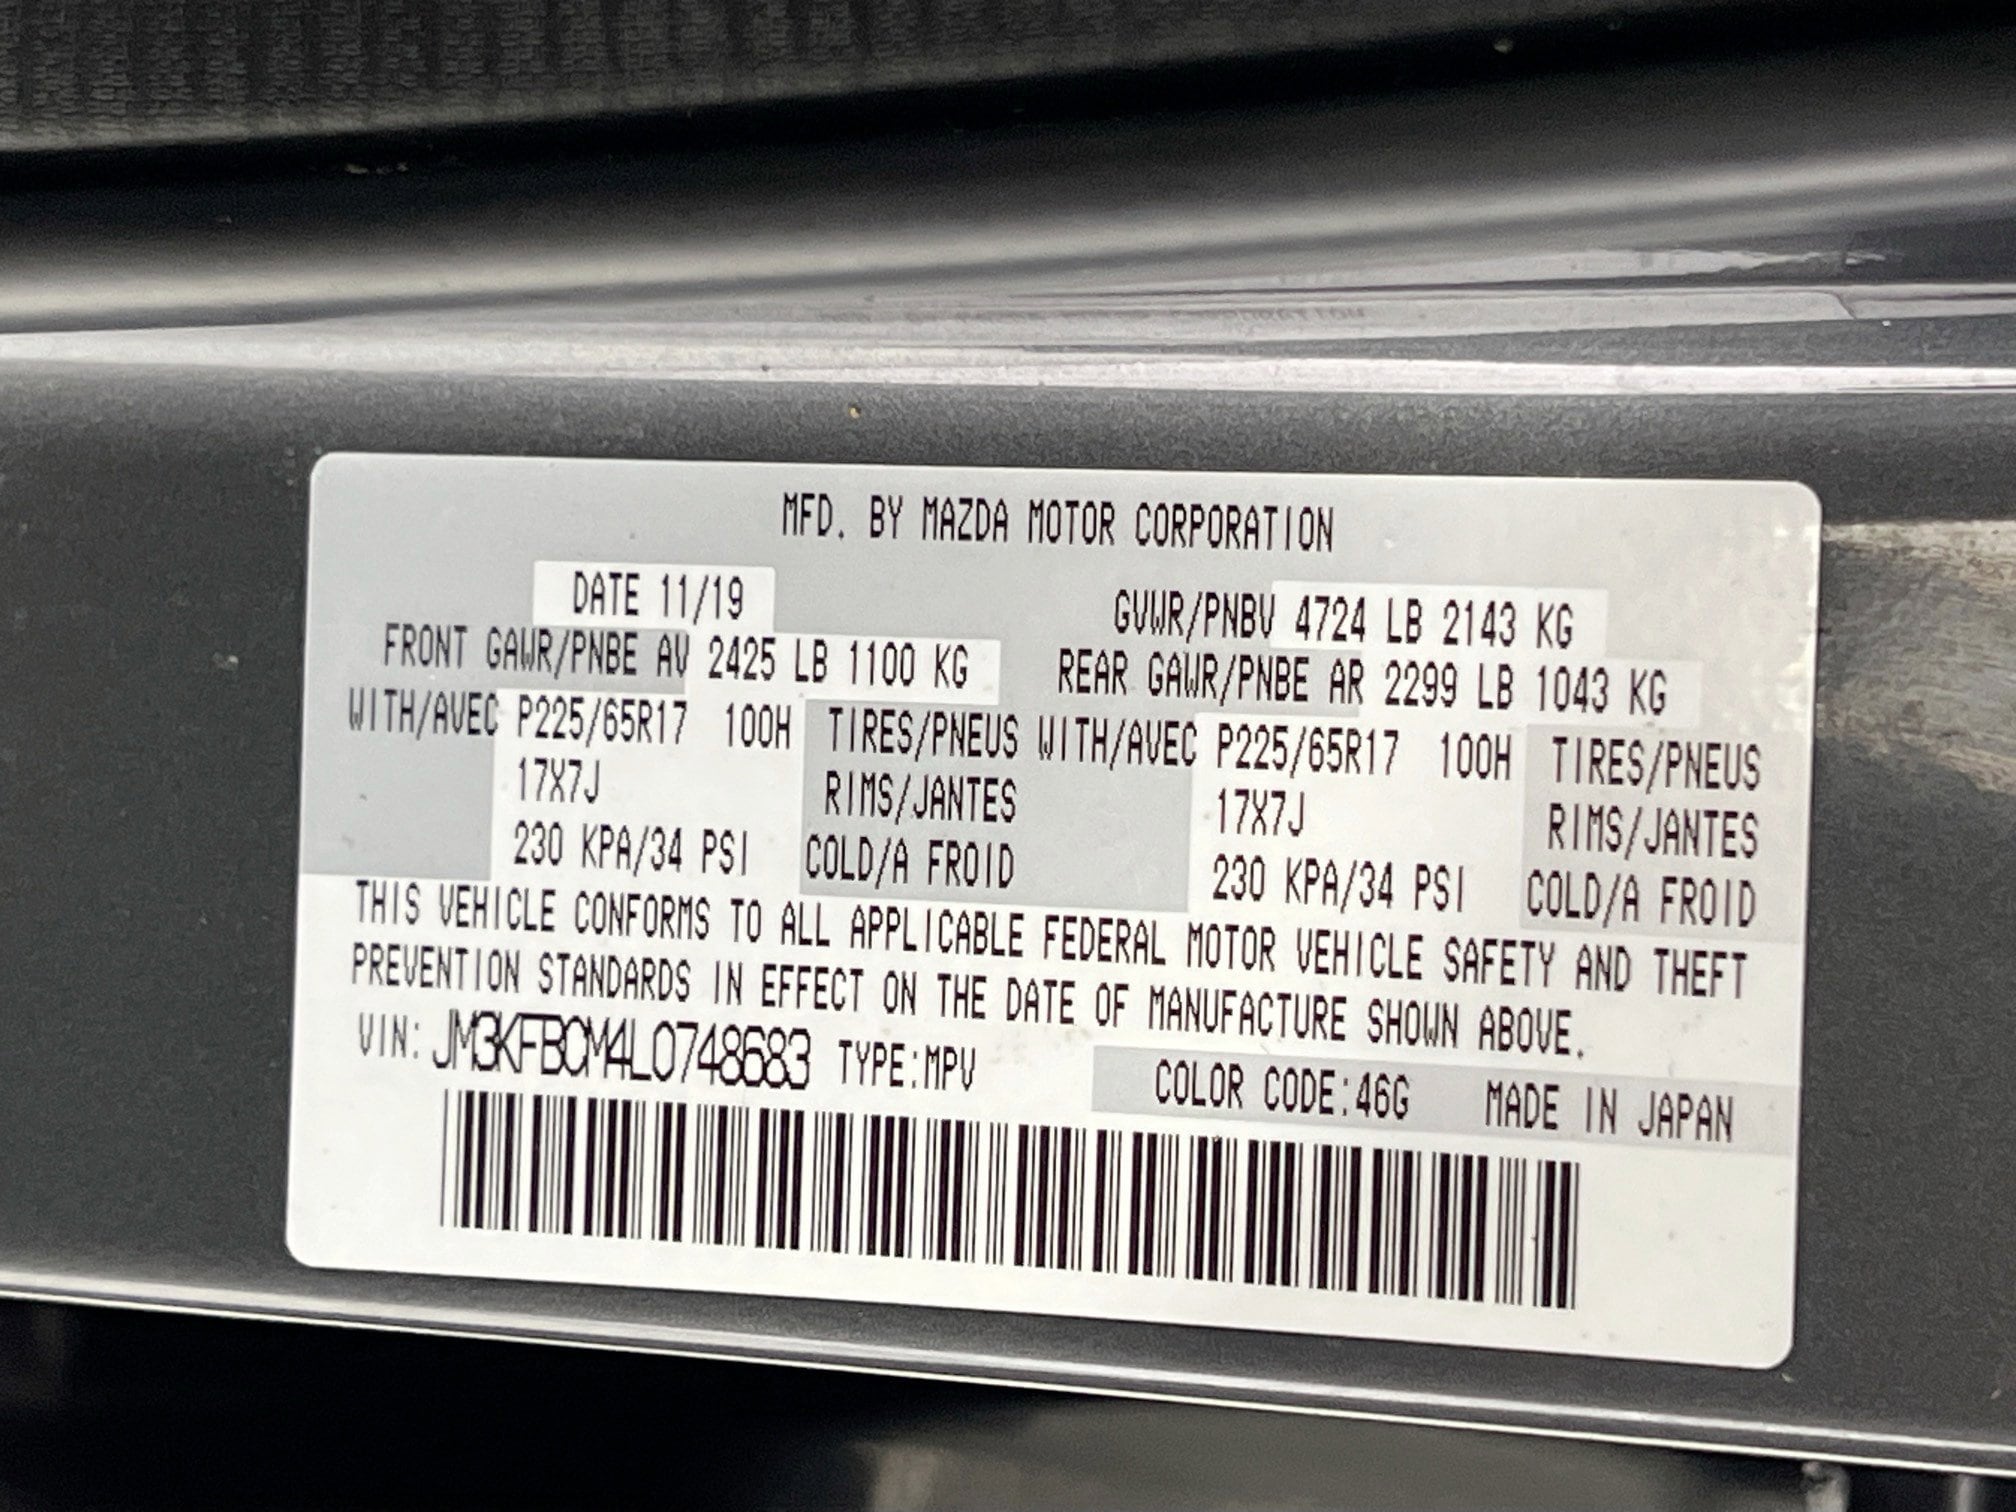 MFD. BY MAZDA MOTOR CORPORATION
DATE 11/19 GVWR/PNBV 4724 LB 2143 KG
FRONT GAWR/PNBE AV 2425 LB 1100 KG REAR GAWR/PNBE AR 2299 LB 1043 KG
WITH/AVEC P225/65R17 100H TIRES/PNEUS WITH/AVEC P225/65R17 100H TIRES/PNEUS
17X7J RIMS/JANTES 17X7J RIMS/JANTES
230 KPA/34 PSI COLD/A FROID 230 KPA/34 PSI COLD/A FROID
THIS VEHICLE CONFORMS TO ALL APPLICABLE FEDERAL MOTOR VEHICLE SAFETY AND THEFT
PREVENTION STANDARDS IN EFFECT ON THE DATE OF MANUFACTURE SHOWN ABOVE.
VIN: JM3KFBCM4L0748683 TYPE:MPV COLOR CODE:46G MADE IN JAPAN